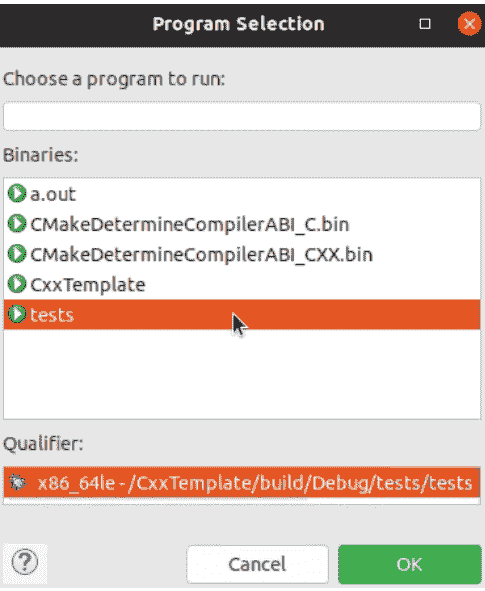 Program Selection
Choose a program to run:
Binaries:
a.out
CMakeDetermineCompilerABI_C.bin
CMakeDetermineCompilerABI_CXX.bin
CxxTemplate
tests
Qualifier:
x86_64le - /CxxTemplate/build/Debug/tests/tests
?
Cancel OK